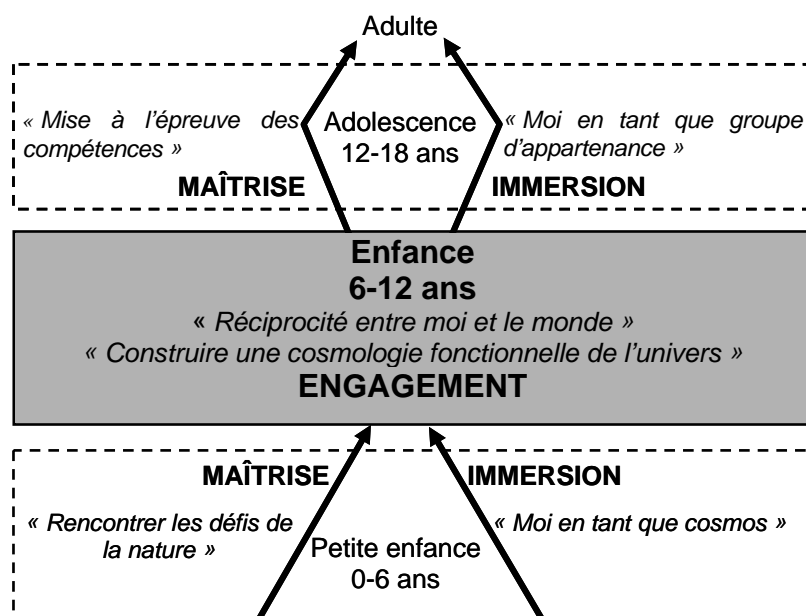 Adulte
« Mise à l’épreuve des
compétences »
MAÎTRISE
Adolescence
12-18 ans
« Moi en tant que groupe
d’appartenance »
IMMERSION
Enfance
6-12 ans
« Réciprocité entre moi et le monde »
« Construire une cosmologie fonctionnelle de l’univers »
ENGAGEMENT
MAÎTRISE
« Rencontrer les défis de
la nature »
Petite enfance
0-6 ans
IMMERSION
« Moi en tant que cosmos »